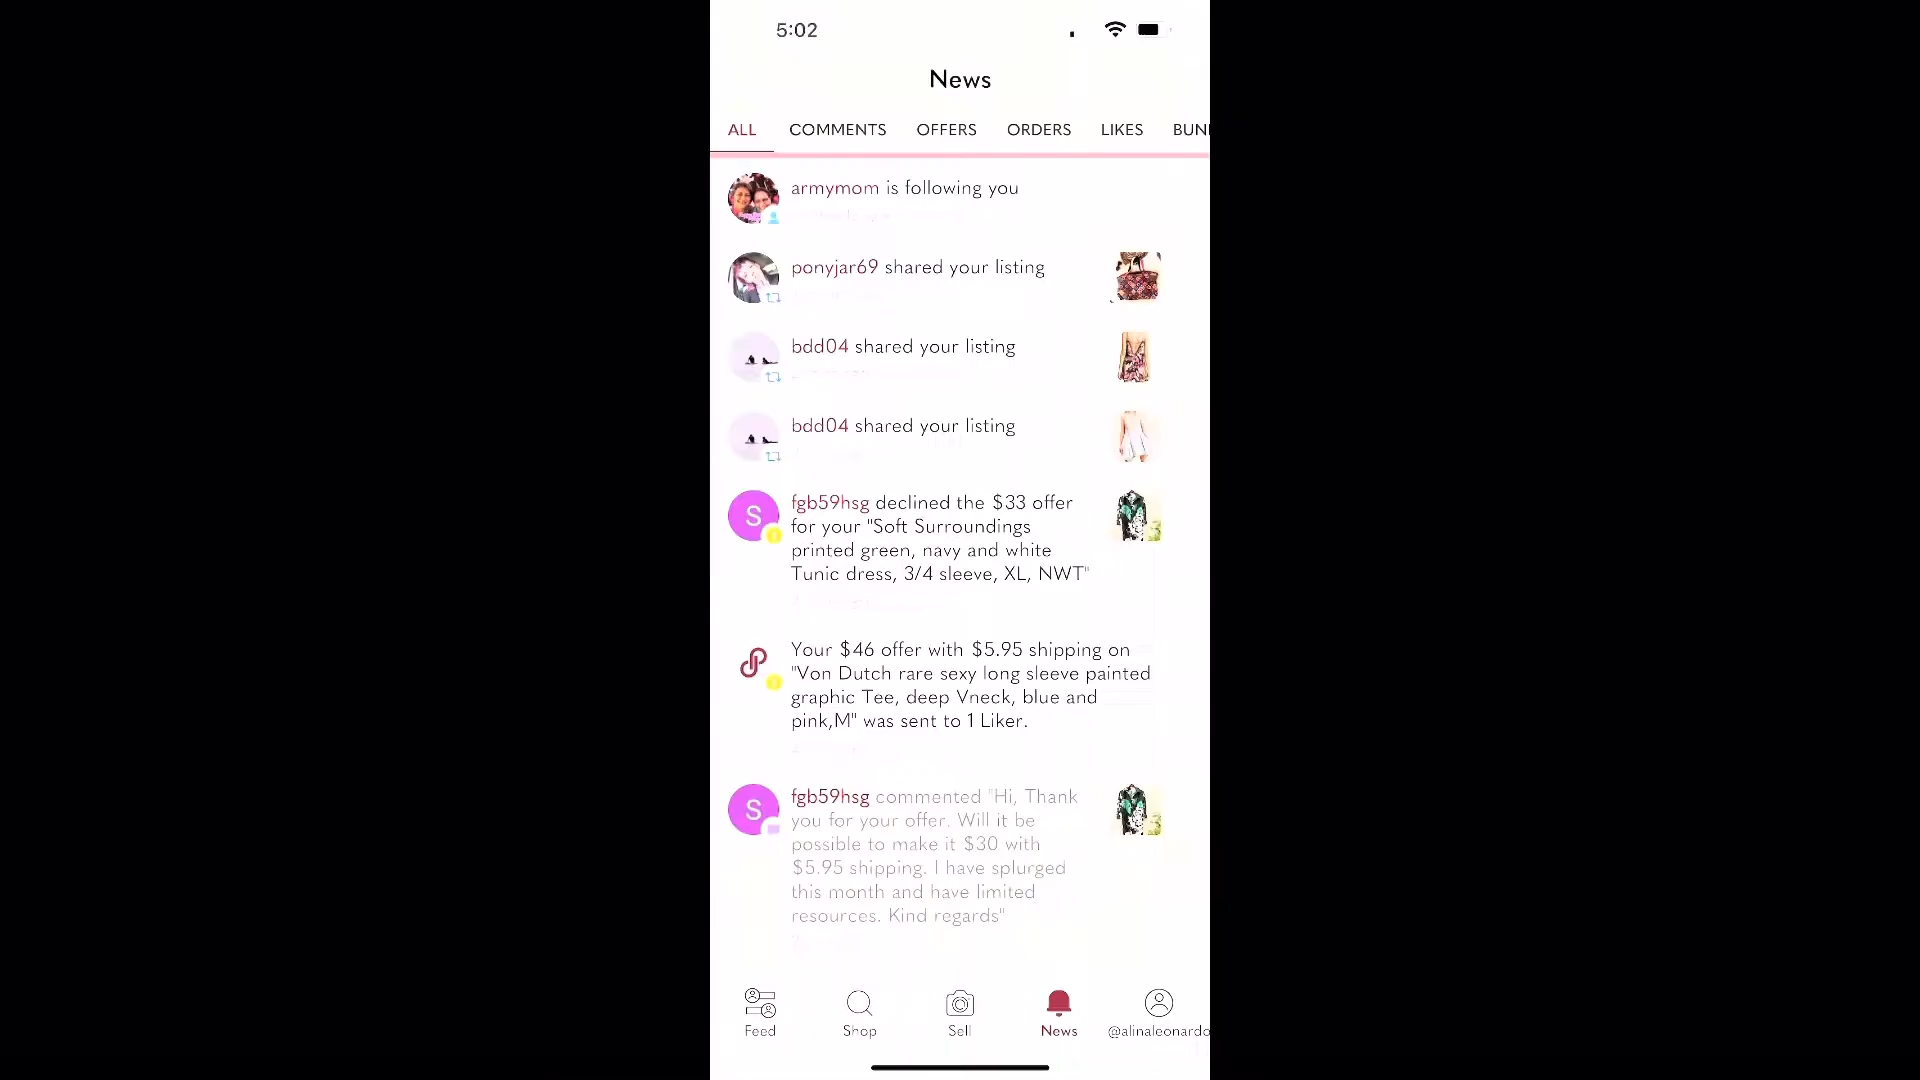 5:02
News
ALL COMMENTS OFFERS ORDERS LIKES BUN
armymom is following you
ponyjar69 shared your listing
bdd04 shared your listing
bdd04 shared your listing
S
fgb59hsg declined the $33 offer
for your "Soft Surroundings
printed green, navy and white
Tunic dress, 3/4 sleeve, XL, NWT"
Your $46 offer with $5.95 shipping on
"Von Dutch rare sexy long sleeve painted
graphic Tee, deep Vneck, blue and
pink,M" was sent to 1 Liker.
S
fgb59hsg commented "Hi, Thank
you for your offer. Will it be
possible to make it $30 with
$5.95 shipping. I have splurged
this month and have limited
resources. Kind regards"
Feed Shop Sell News @alinaleonardo